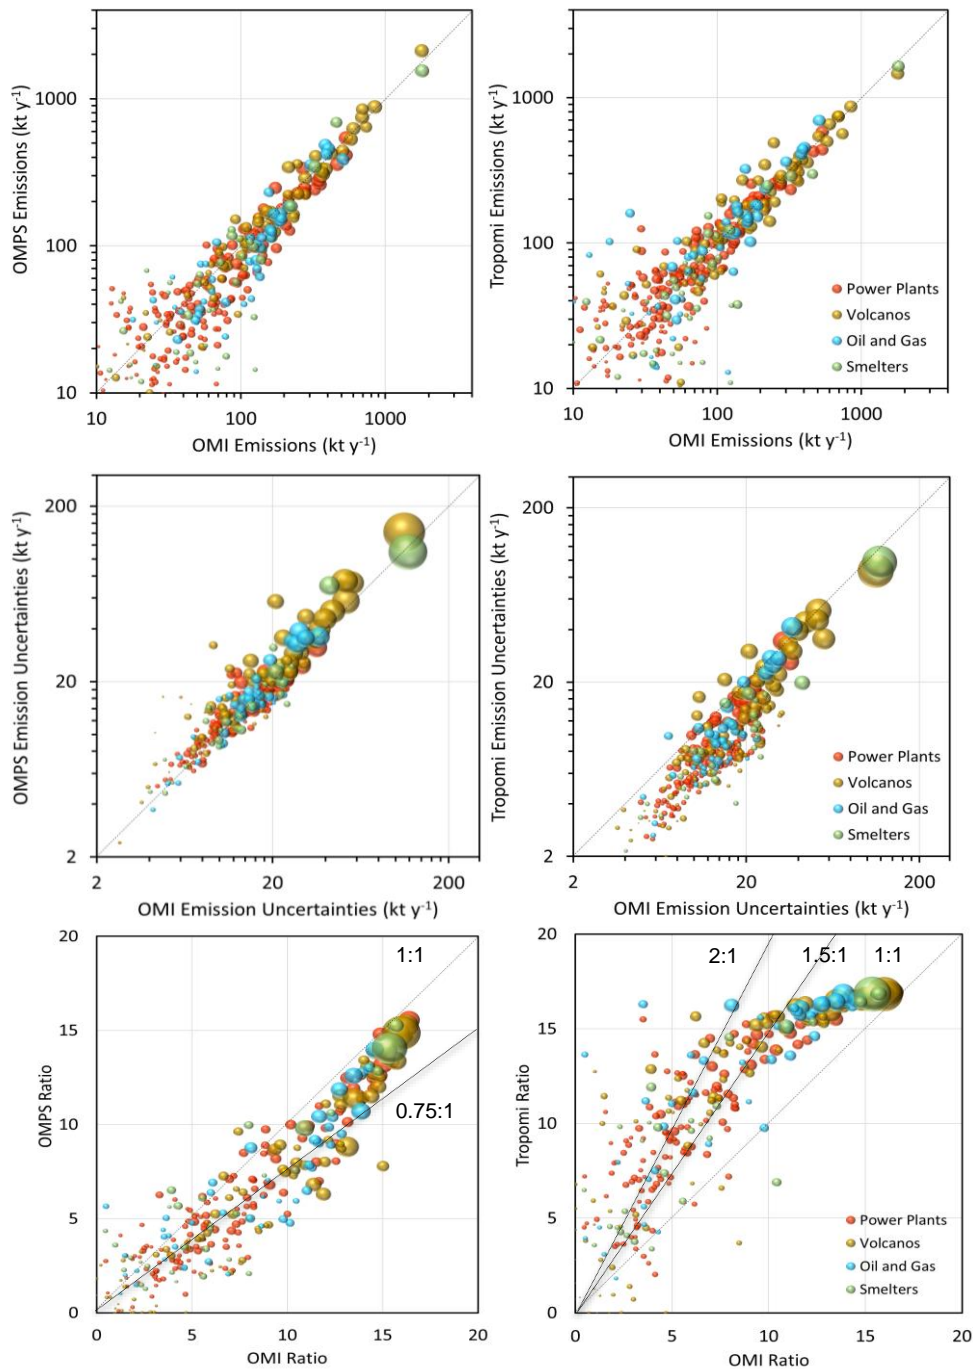 OMPS Emissions (kt y⁻¹)
1000
100
10
10 100 1000
OMI Emissions (kt y⁻¹)
Tropomi Emissions (kt y⁻¹)
1000
100
10
Power Plants
Volcanos
Oil and Gas
Smelters
10 100 1000
OMI Emissions (kt y⁻¹)
OMPS Emission Uncertainties (kt y⁻¹)
200
20
2
2 20 200
OMI Emission Uncertainties (kt y⁻¹)
Tropomi Emission Uncertainties (kt y⁻¹)
200
20
2
Power Plants
Volcanos
Oil and Gas
Smelters
2 20 200
OMI Emission Uncertainties (kt y⁻¹)
OMPS Ratio
20
15
10
5
0
1:1
0.75:1
0 5 10 15 20
OMI Ratio
Tropomi Ratio
20
15
10
5
0
2:1 1.5:1 1:1
Power Plants
Volcanos
Oil and Gas
Smelters
0 5 10 15 20
OMI Ratio